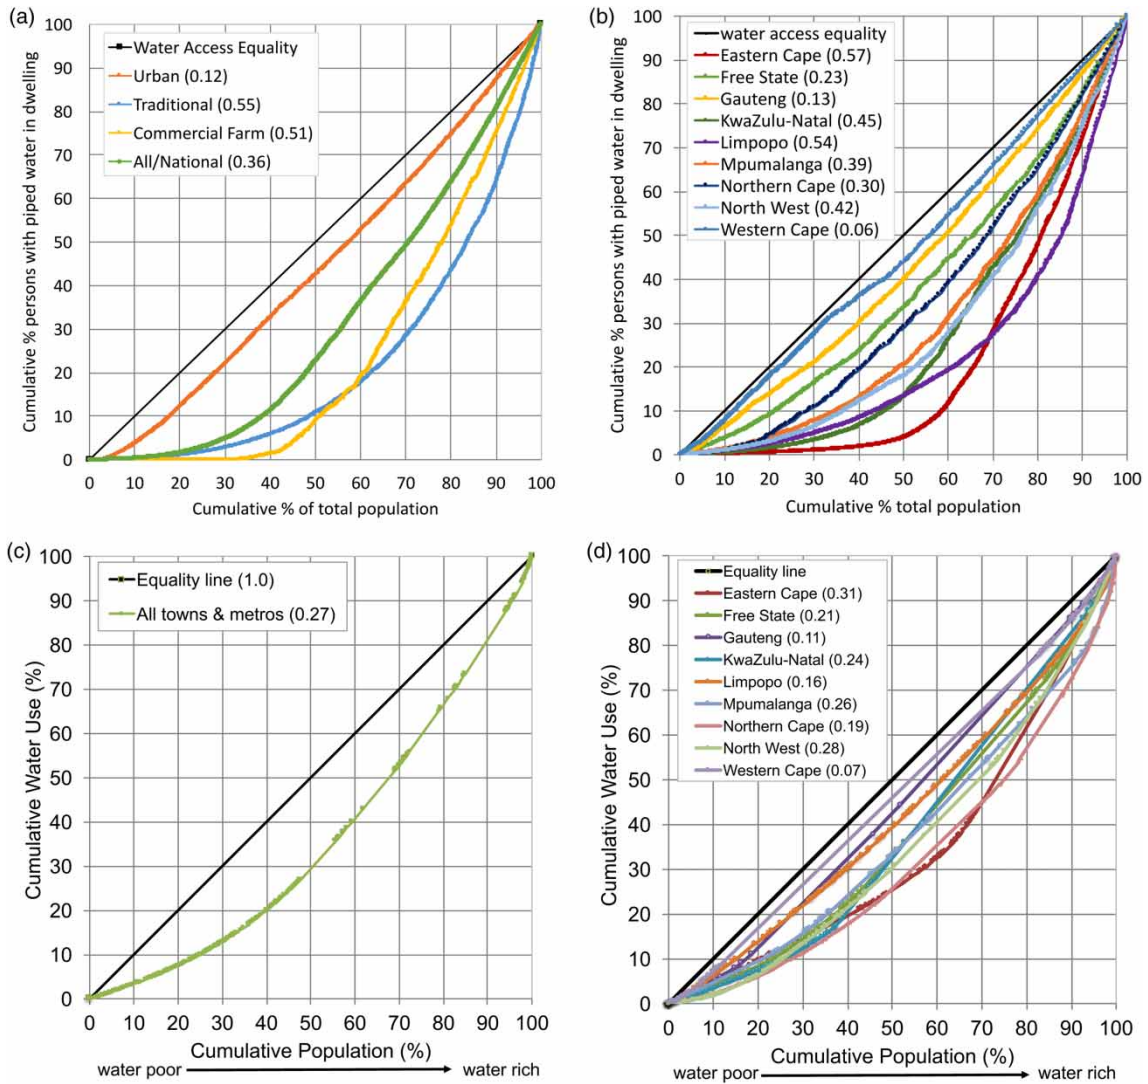 (a)
Cumulative % persons with piped water in dwelling
100
90
80
70
60
50
40
30
20
10
0
Water Access Equality
Urban (0.12)
Traditional (0.55)
Commercial Farm (0.51)
All/National (0.36)
0 10 20 30 40 50 60 70 80 90 100
Cumulative % of total population
(b)
Cumulative % persons with piped water in dwelling
100
90
80
70
60
50
40
30
20
10
0
water access equality
Eastern Cape (0.57)
Free State (0.23)
Gauteng (0.13)
KwaZulu-Natal (0.45)
Limpopo (0.54)
Mpumalanga (0.39)
Northern Cape (0.30)
North West (0.42)
Western Cape (0.06)
0 10 20 30 40 50 60 70 80 90 100
Cumulative % total population
(c)
Cumulative Water Use (%)
100
90
80
70
60
50
40
30
20
10
0
Equality line (1.0)
All towns & metros (0.27)
0 10 20 30 40 50 60 70 80 90 100
Cumulative Population (%)
water poor water rich
(d)
Cumulative Water Use (%)
100
90
80
70
60
50
40
30
20
10
0
Equality line
Eastern Cape (0.31)
Free State (0.21)
Gauteng (0.11)
KwaZulu-Natal (0.24)
Limpopo (0.16)
Mpumalanga (0.26)
Northern Cape (0.19)
North West (0.28)
Western Cape (0.07)
0 10 20 30 40 50 60 70 80 90 100
Cumulative Population (%)
water poor water rich